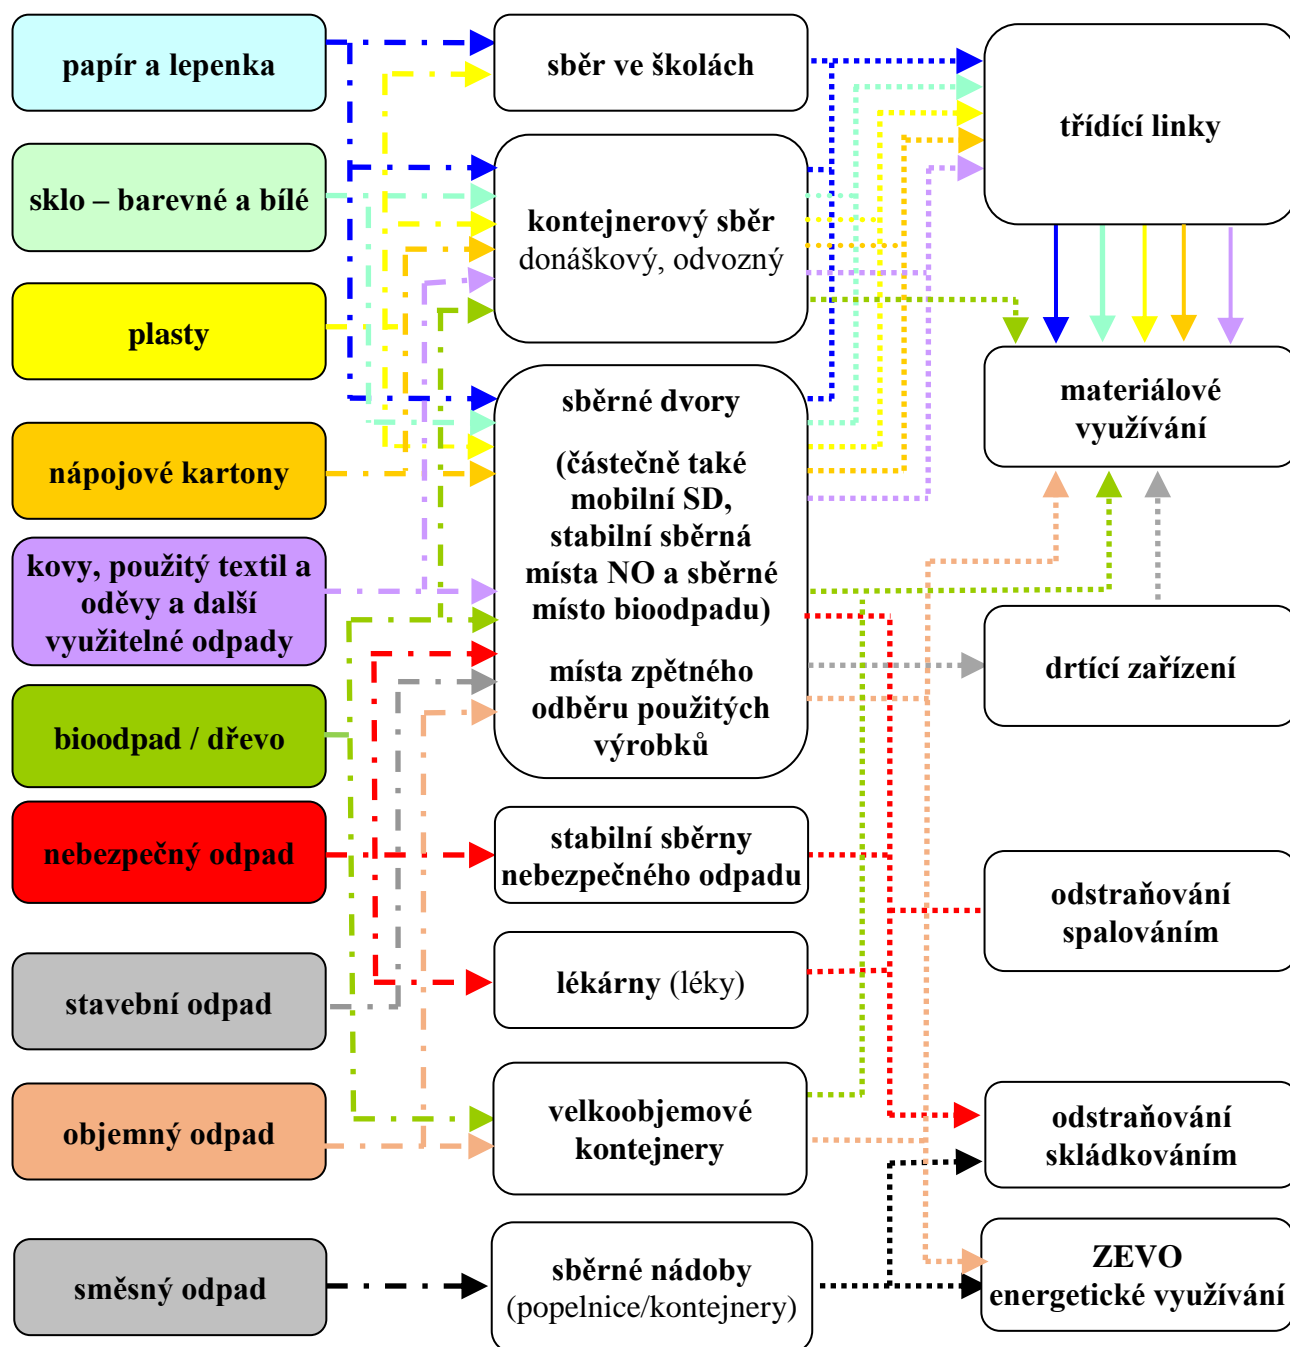 papír a lepenka
sklo – barevné a bílé
plasty
nápojové kartony
kovy, použitý textil a
oděvy a další
využitelné odpady
bioodpad / dřevo
nebezpečný odpad
stavební odpad
objemný odpad
směsný odpad
sběr ve školách
kontejnerový sběr
donáškový, odvozný
sběrné dvory
(částečně také
mobilní SD,
stabilní sběrná
místa NO a sběrné
místo bioodpadu)
místa zpětného
odběru použitých
výrobků
stabilní sběrny
nebezpečného odpadu
lékárny (léky)
velkoobjemové
kontejnery
sběrné nádoby
(popelnice/kontejnery)
třídící linky
materiálové
využívání
drtící zařízení
odstraňování
spalováním
odstraňování
skládkováním
ZEVO
energetické využívání